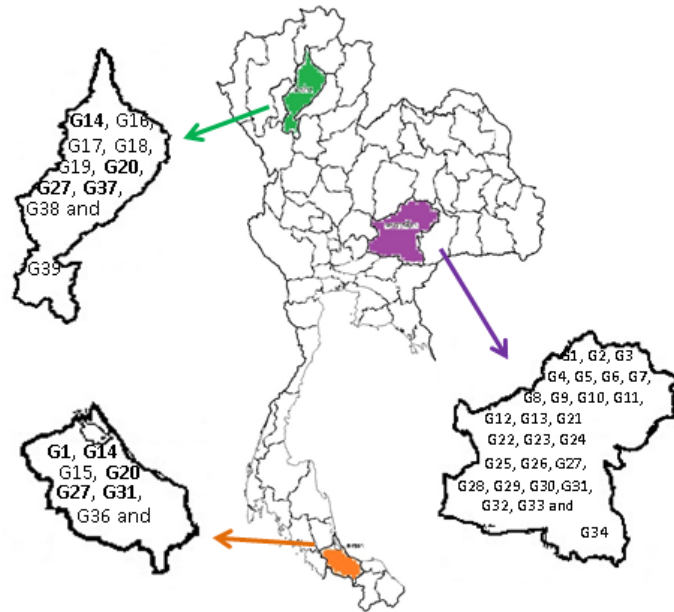 G14, G16,
G17, G18,
G19, G20,
G27, G37,
G38 and
G39
G1, G14
G15, G20
G27, G31,
G36 and
G1, G2, G3
G4, G5, G6, G7,
G8, G9, G10, G11,
G12, G13, G21
G22, G23, G24
G25, G26, G27,
G28, G29, G30,G31,
G32, G33 and
G34